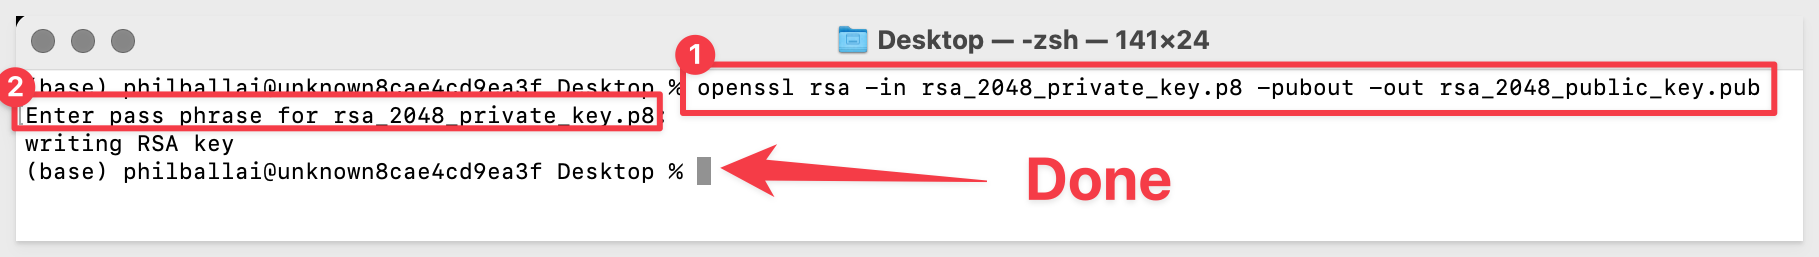 Desktop — -zsh — 141×24
1
(base) philballai@unknown8cae4cd9ea3f Desktop % openssl rsa -in rsa_2048_private_key.p8 -pubout -out rsa_2048_public_key.pub
2
Enter pass phrase for rsa_2048_private_key.p8:
writing RSA key
(base) philballai@unknown8cae4cd9ea3f Desktop %
Done